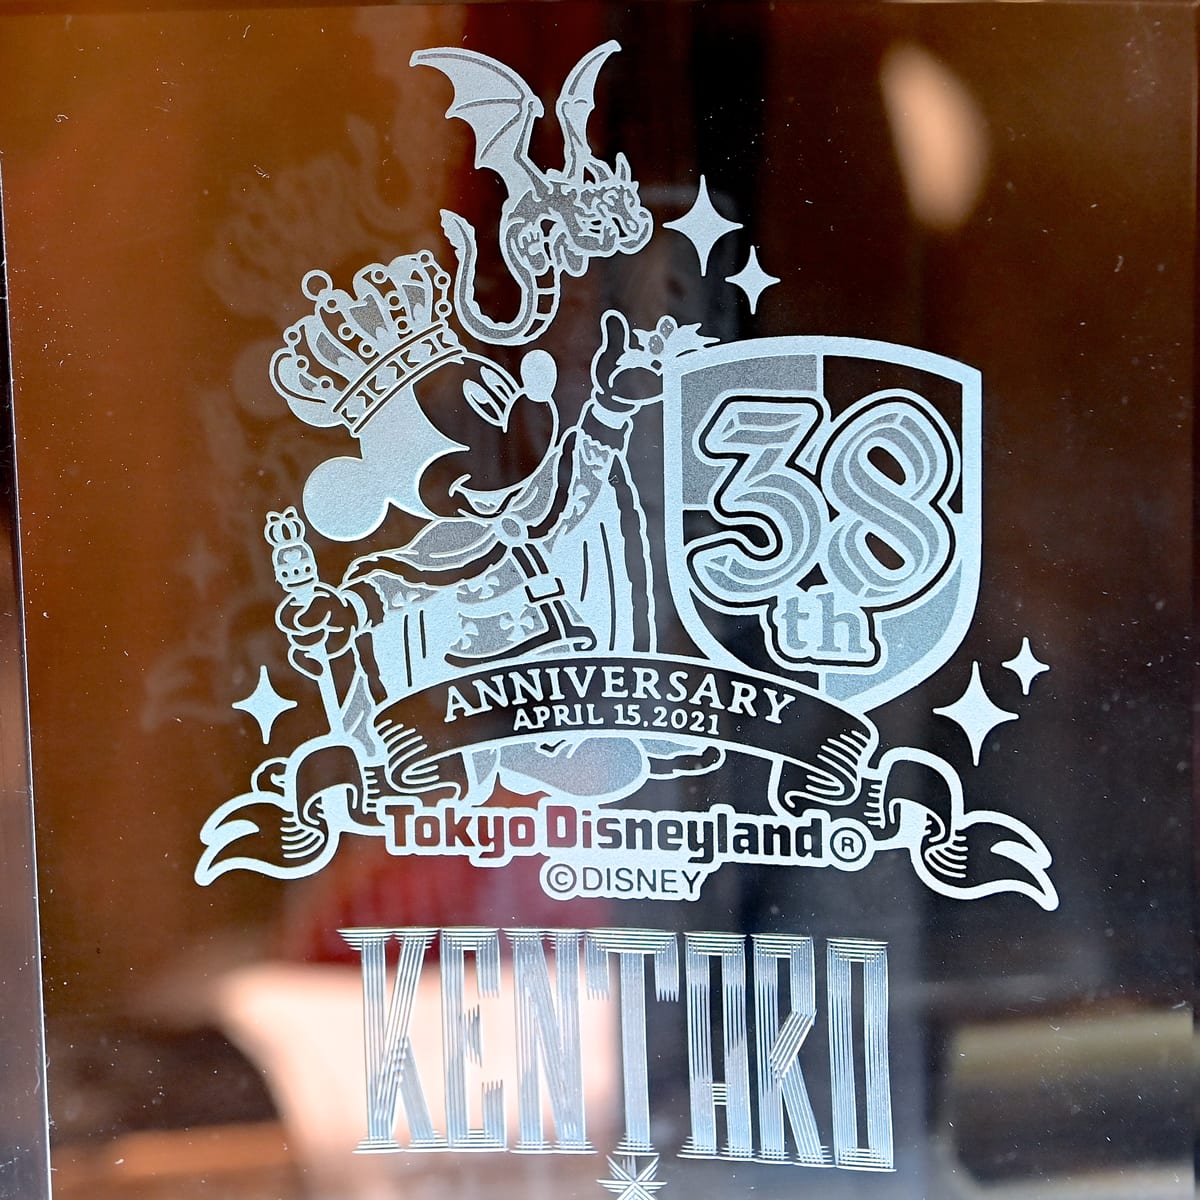 38
th
ANNIVERSARY
APRIL 15.2021
Tokyo Disneyland®
©DISNEY
KENTARO